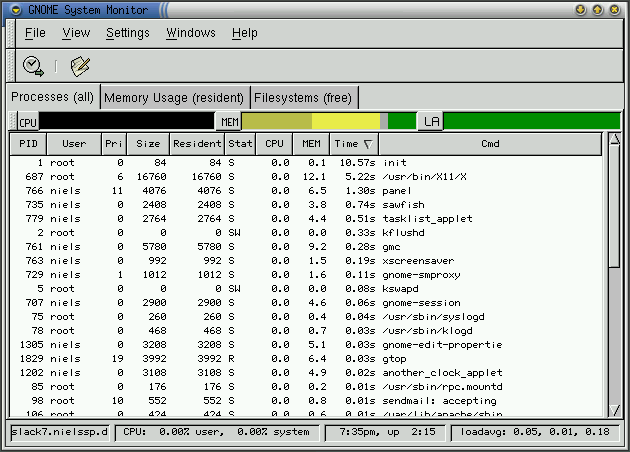 GNOME System Monitor
File View Settings Windows Help
Processes (all) Memory Usage (resident) Filesystems (free)
CPU MEM LA
PID User Pri Size Resident Stat CPU MEM Time Cmd
1 root 0 84 84 S 0.0 0.1 10.57s init
687 root 6 16760 16760 S 0.0 12.1 5.22s /usr/bin/X11/X
766 niels 11 4076 4076 S 0.0 6.5 1.30s panel
735 niels 0 2408 2408 S 0.0 3.8 0.74s sawfish
779 niels 0 2764 2764 S 0.0 4.4 0.51s tasklist_applet
2 root 0 0 0 SW 0.0 0.0 0.33s kflushd
761 niels 0 5780 5780 S 0.0 9.2 0.28s gmc
763 niels 0 992 992 S 0.0 1.5 0.19s xscreensaver
729 niels 1 1012 1012 S 0.0 1.6 0.11s gnome-smproxy
5 root 0 0 0 SW 0.0 0.0 0.08s kswapd
707 niels 0 2900 2900 S 0.0 4.6 0.06s gnome-session
75 root 0 260 260 S 0.0 0.4 0.04s /usr/sbin/syslogd
78 root 0 468 468 S 0.0 0.7 0.03s /usr/sbin/klogd
1305 niels 0 3208 3208 S 0.0 5.1 0.03s gnome-edit-propertie
1829 niels 19 3992 3992 R 0.0 6.4 0.03s gtop
1202 niels 0 3108 3108 S 0.0 4.9 0.02s another_clock_applet
85 root 0 176 176 S 0.0 0.2 0.01s /usr/sbin/rpc.mountd
98 root 10 552 552 S 0.0 0.8 0.01s sendmail: accepting
106 root 0 424 424 S 0.0 0.6 0.01s /var/lib/apache/sbin
slack7.nielssp.d CPU: 0.00% user, 0.00% system 7:35pm, up 2:15 loadavg: 0.05, 0.01, 0.18